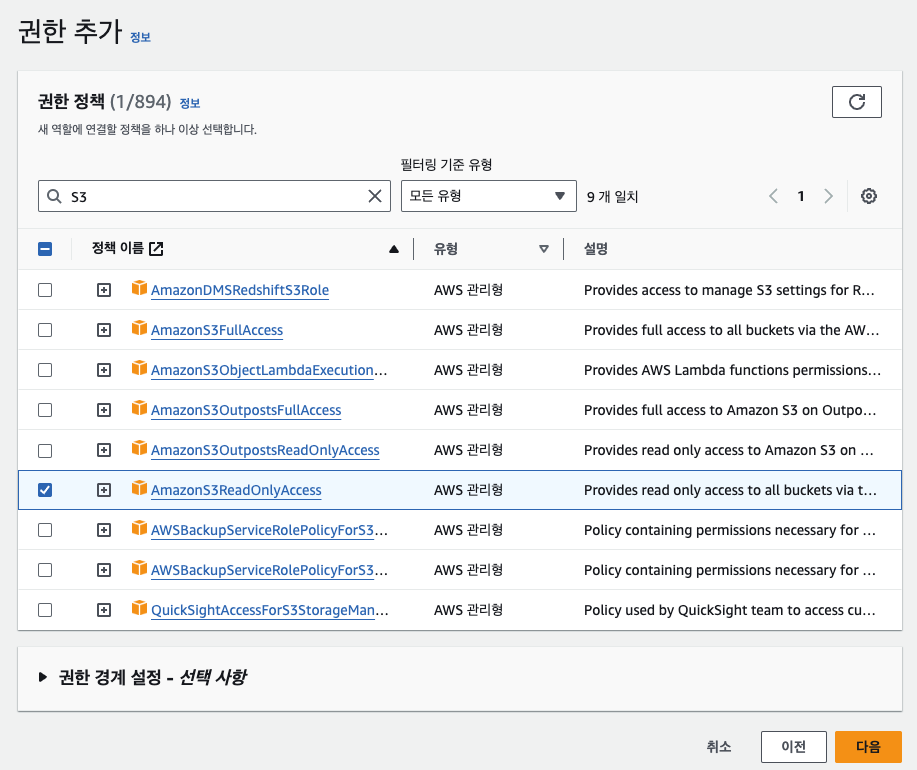 권한 추가 정보
권한 정책 (1/894) 정보
새 역할에 연결할 정책을 하나 이상 선택합니다.
필터링 기준 유형
S3 모든 유형 9 개 일치 1
정책 이름 유형 설명
AmazonDMSRedshiftS3Role AWS 관리형 Provides access to manage S3 settings for R...
AmazonS3FullAccess AWS 관리형 Provides full access to all buckets via the AW...
AmazonS3ObjectLambdaExecution... AWS 관리형 Provides AWS Lambda functions permissions...
AmazonS3OutpostsFullAccess AWS 관리형 Provides full access to Amazon S3 on Outpo...
AmazonS3OutpostsReadOnlyAccess AWS 관리형 Provides read only access to Amazon S3 on ...
AmazonS3ReadOnlyAccess AWS 관리형 Provides read only access to all buckets via t...
AWSBackupServiceRolePolicyForS3... AWS 관리형 Policy containing permissions necessary for ...
AWSBackupServiceRolePolicyForS3... AWS 관리형 Policy containing permissions necessary for ...
QuickSightAccessForS3StorageMan... AWS 관리형 Policy used by QuickSight team to access cu...
권한 경계 설정 - 선택 사항
취소 이전 다음